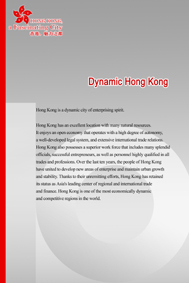 HONG KONG,
a Fascinating City
Dynamic Hong Kong
Hong Kong is a dynamic city of enterprising spirit.
Hong Kong has an excellent location with many natural resources.
It enjoys an open economy that operates with a high degree of autonomy,
a well-developed legal system, and extensive international trade relations.
Hong Kong also possesses a superior work force that includes many splendid
officials, successful entrepreneurs, as well as personnel highly qualified in all
trades and professions. Over the last ten years, the people of Hong Kong
have united to develop new areas of enterprise and maintain urban growth
and stability. Thanks to their unremitting efforts, Hong Kong has retained
its status as Asia's leading center of regional and international trade
and finance. Hong Kong is one of the most economically dynamic
and competitive regions in the world.